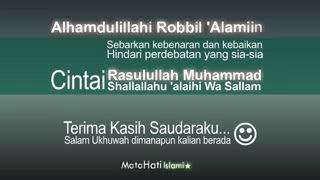 Alhamdulillahi Robbil 'Alamiin
Sebarkan kebenaran dan kebaikan
Hindari perdebatan yang sia-sia
Cintai Rasulullah Muhammad
Shallallahu 'alaihi Wa Sallam
Terima Kasih Saudaraku...
Salam Ukhuwah dimanapun kalian berada
MataHati Islami